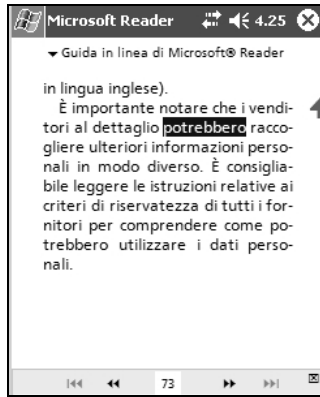 Microsoft Reader 4.25
Guida in linea di Microsoft® Reader
in lingua inglese).
È importante notare che i vendi-
tori al dettaglio potrebbero racco-
gliere ulteriori informazioni perso-
nali in modo diverso. È consiglia-
bile leggere le istruzioni relative ai
criteri di riservatezza di tutti i for-
nitori per comprendere come po-
trebbero utilizzare i dati perso-
nali.
73